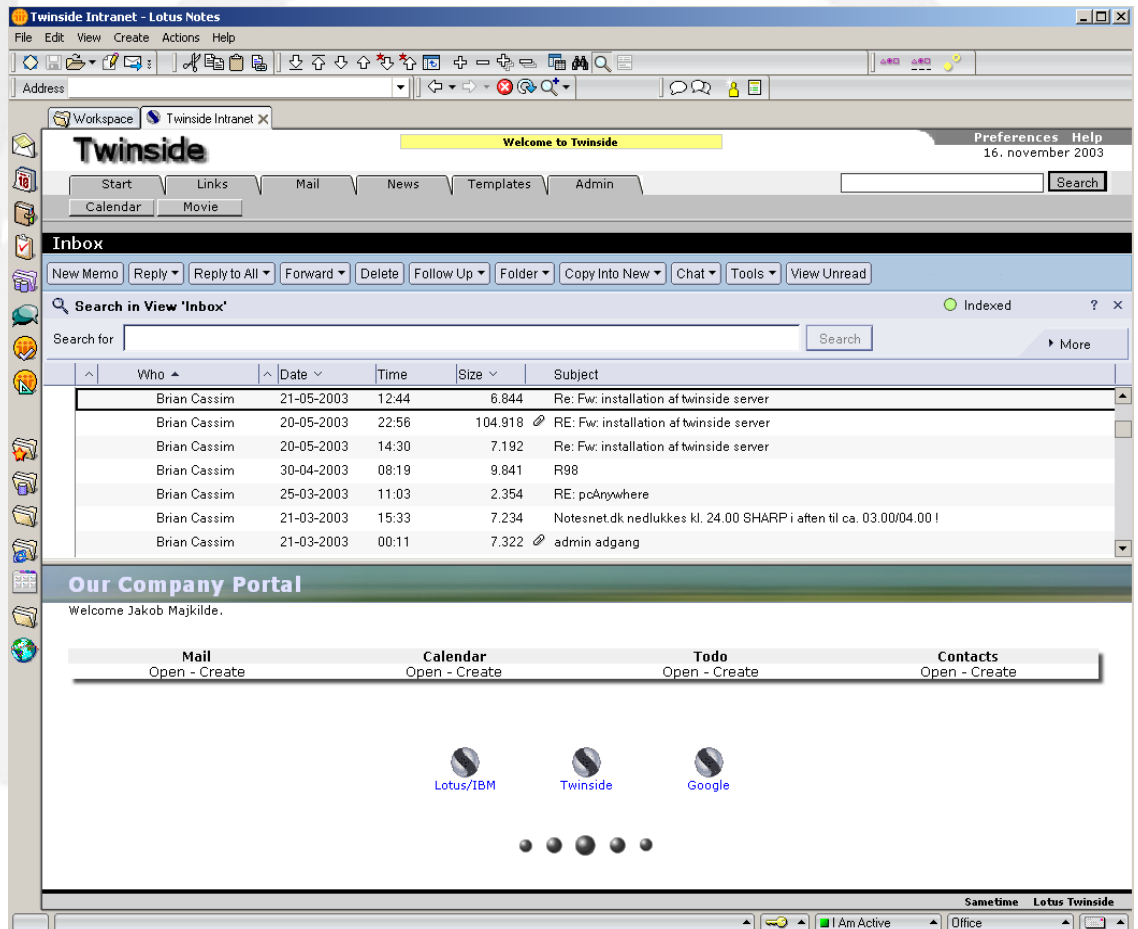 Twinside Intranet - Lotus Notes
File Edit View Create Actions Help
Address
Workspace Twinside Intranet
Twinside Welcome to Twinside Preferences Help
16. november 2003
Start Links Mail News Templates Admin Search
Calendar Movie
Inbox
New Memo Reply Reply to All Forward Delete Follow Up Folder Copy Into New Chat Tools View Unread
Search in View 'Inbox' Indexed ? ×
Search for Search More
Who Date Time Size Subject
Brian Cassim 21-05-2003 12:44 6.844 Re: Fw: installation af twinside server
Brian Cassim 20-05-2003 22:56 104.918 RE: Fw: installation af twinside server
Brian Cassim 20-05-2003 14:30 7.192 Re: Fw: installation af twinside server
Brian Cassim 30-04-2003 08:19 9.841 R98
Brian Cassim 25-03-2003 11:03 2.354 RE: pcAnywhere
Brian Cassim 21-03-2003 15:33 7.234 Notesnet.dk nedlukkes kl. 24.00 SHARP i aften til ca. 03.00/04.00 !
Brian Cassim 21-03-2003 00:11 7.322 admin adgang
Our Company Portal
Welcome Jakob Majkilde.
Mail Calendar Todo Contacts
Open - Create Open - Create Open - Create Open - Create
Lotus/IBM Twinside Google
Sametime Lotus Twinside
I Am Active Office